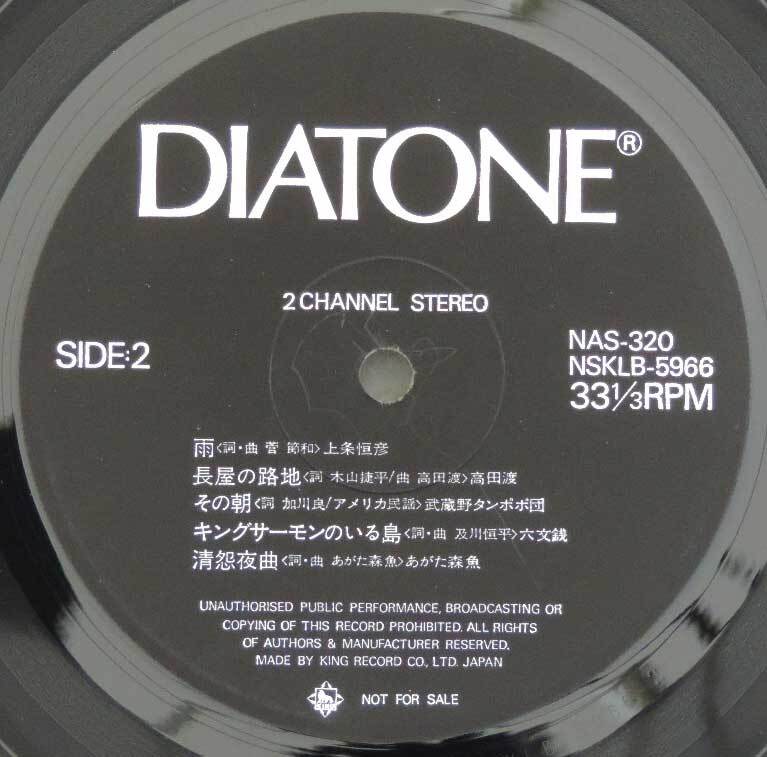 DIATONE®
2 CHANNEL STEREO
SIDE:2
NAS-320
NSKLB-5966
33 1/3 RPM
雨<詞・曲 菅 節和>上条恒彦
長屋の路地<詞 木山捷平/曲 高田渡>高田渡
その朝<詞 加川良/アメリカ民謡>武蔵野タンポポ団
キングサーモンのいる島<詞・曲 及川恒平>六文銭
清怨夜曲<詞・曲 あがた森魚>あがた森魚
UNAUTHORISED PUBLIC PERFORMANCE, BROADCASTING OR
COPYING OF THIS RECORD PROHIBITED. ALL RIGHTS
OF AUTHORS & MANUFACTURER RESERVED.
MADE BY KING RECORD CO., LTD. JAPAN
KING
NOT FOR SALE